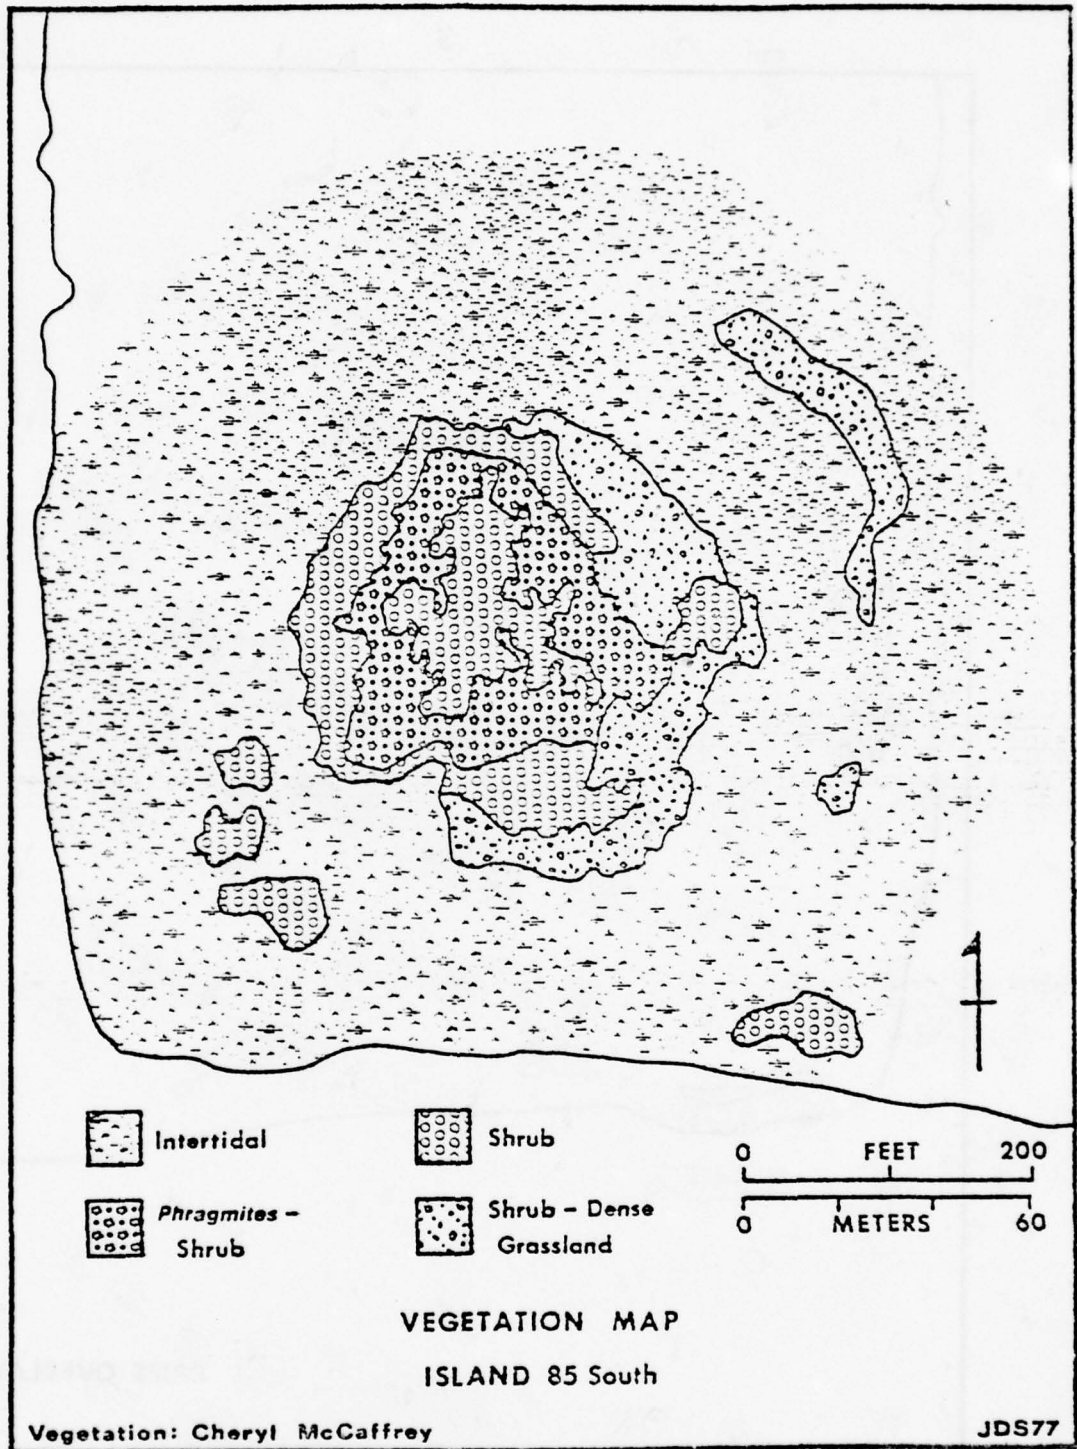 Intertidal
Shrub
Phragmites –
Shrub
Shrub – Dense
Grassland
0 FEET 200
0 METERS 60
VEGETATION MAP
ISLAND 85 South
Vegetation: Cheryl McCaffrey
JDS77